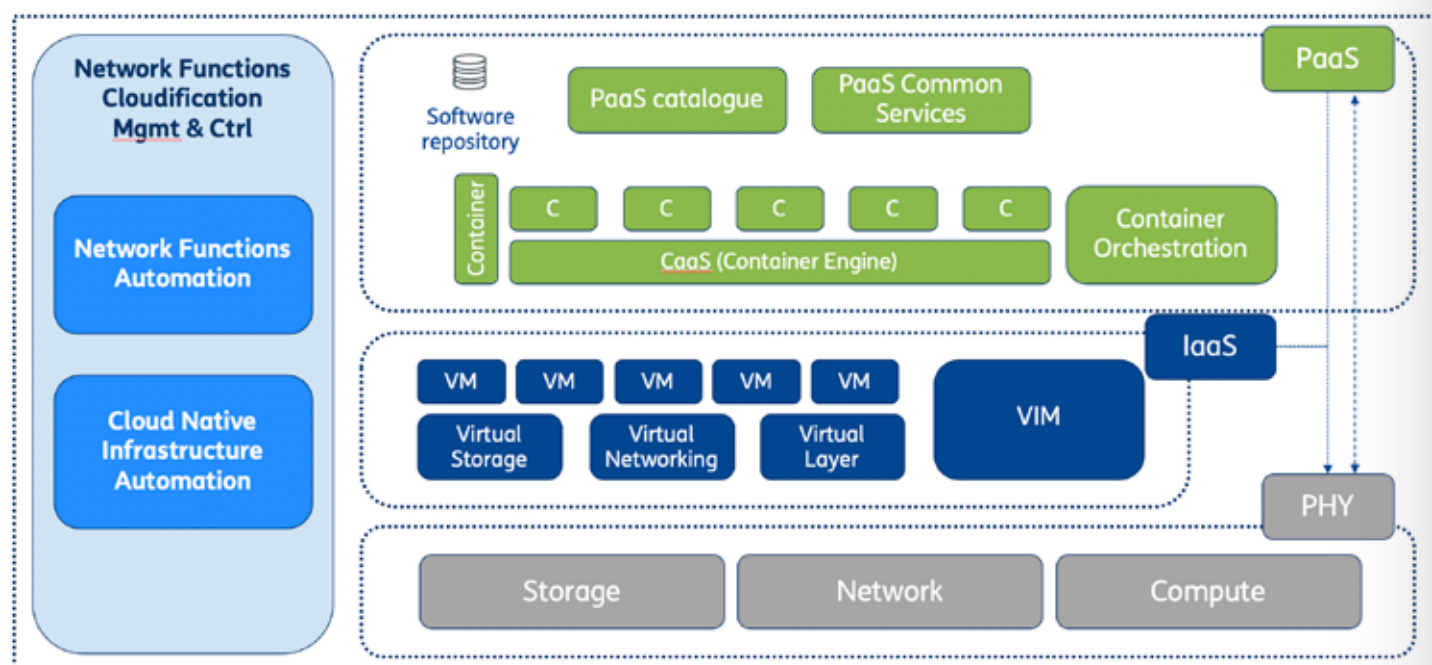 Network Functions
Cloudification
Mgmt & Ctrl
Network Functions
Automation
Cloud Native
Infrastructure
Automation
PaaS
Software
repository
PaaS catalogue
PaaS Common
Services
Container
C
C
C
C
C
CaaS (Container Engine)
Container
Orchestration
IaaS
VM
VM
VM
VM
VM
Virtual
Storage
Virtual
Networking
Virtual
Layer
VIM
PHY
Storage
Network
Compute